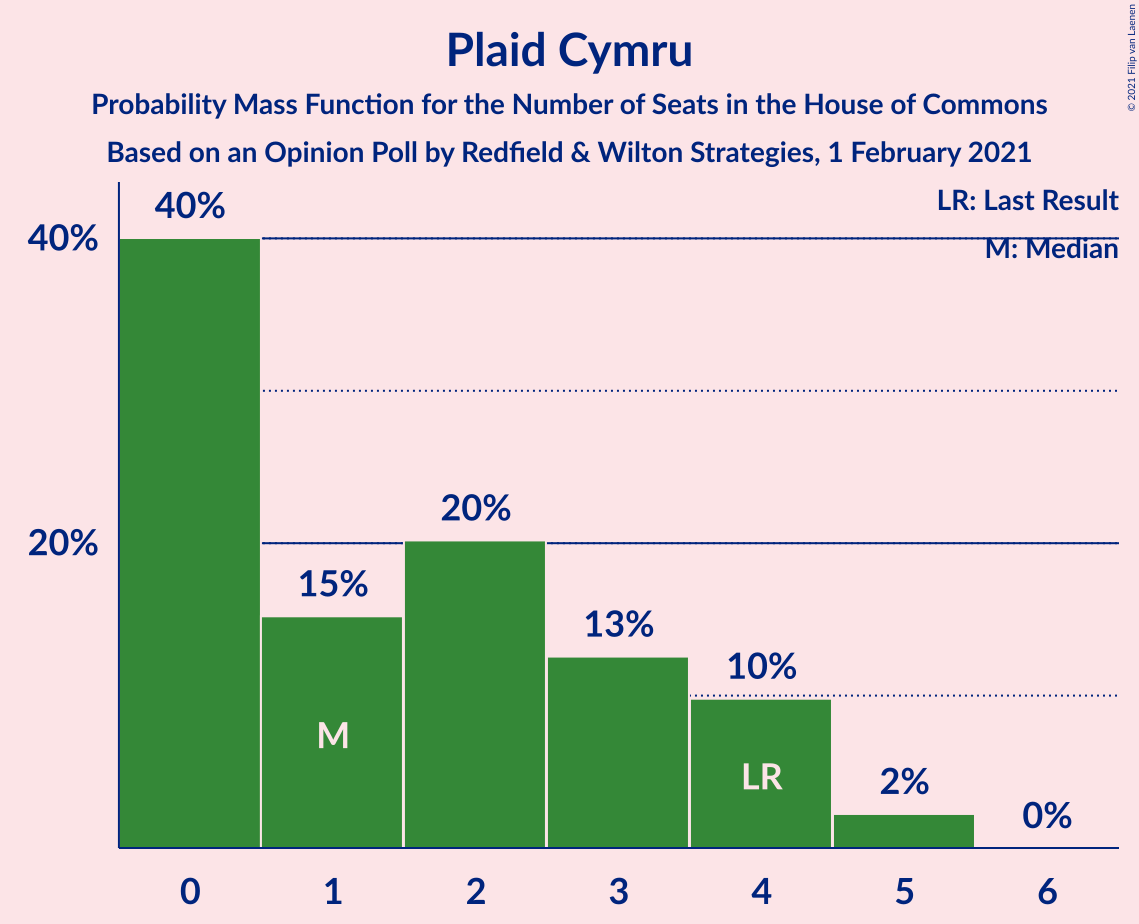 Plaid Cymru
Probability Mass Function for the Number of Seats in the House of Commons
Based on an Opinion Poll by Redfield & Wilton Strategies, 1 February 2021
© 2021 Filip van Laenen
LR: Last Result
M: Median
40%
20%
40%
15%
20%
13%
10%
2%
0%
M
LR
0 1 2 3 4 5 6